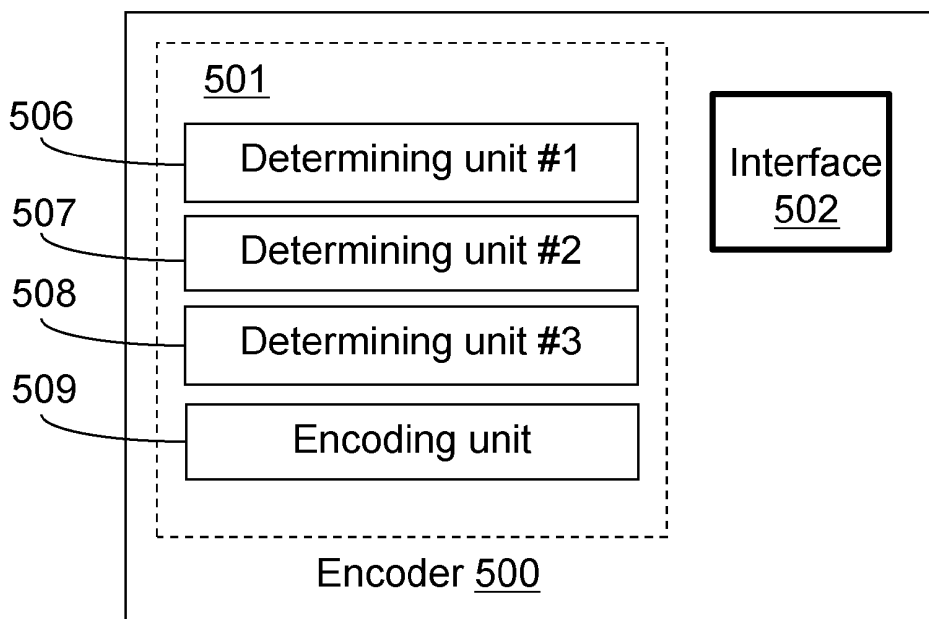 501
506
Determining unit #1
Interface
502
507
Determining unit #2
508
Determining unit #3
509
Encoding unit
Encoder 500